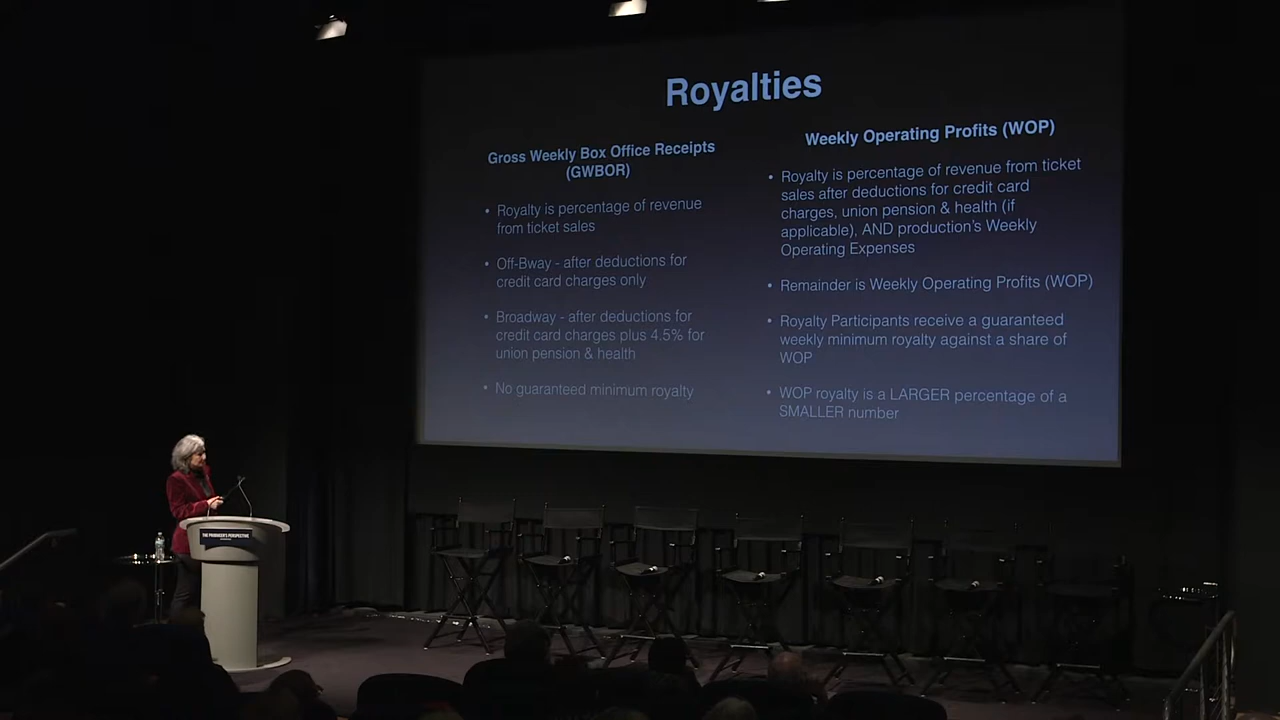 Royalties
Gross Weekly Box Office Receipts
(GWBOR)
• Royalty is percentage of revenue
from ticket sales
• Off-Bway - after deductions for
credit card charges only
• Broadway - after deductions for
credit card charges plus 4.5% for
union pension & health
• No guaranteed minimum royalty
Weekly Operating Profits (WOP)
• Royalty is percentage of revenue from ticket
sales after deductions for credit card
charges, union pension & health (if
applicable), AND production's Weekly
Operating Expenses
• Remainder is Weekly Operating Profits (WOP)
• Royalty Participants receive a guaranteed
weekly minimum royalty against a share of
WOP
• WOP royalty is a LARGER percentage of a
SMALLER number
THE PRODUCER'S PERSPECTIVE